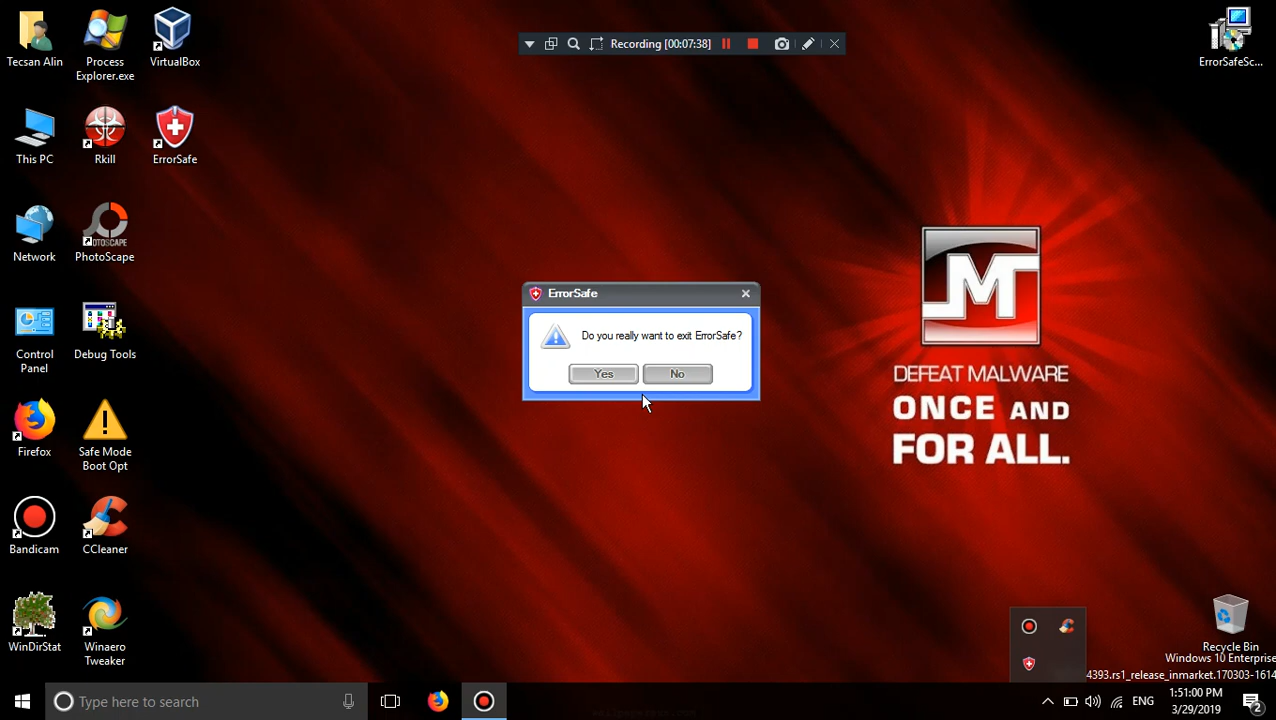 Tecsan Alin
Process
Explorer.exe
VirtualBox
Recording [00:07:38]
ErrorSafeSc...
This PC
Rkill
ErrorSafe
Network
PHOTOSCAPE
PhotoScape
Control
Panel
Debug Tools
ErrorSafe
Do you really want to exit ErrorSafe?
Yes
No
M
DEFEAT MALWARE
ONCE AND
FOR ALL.
Firefox
Safe Mode
Boot Opt
Bandicam
CCleaner
WinDirStat
Winaero
Tweaker
Recycle Bin
Windows 10 Enterprise
4393.rs1_release_inmarket.170303-1614
Type here to search
ENG
1:51:00 PM
3/29/2019
2